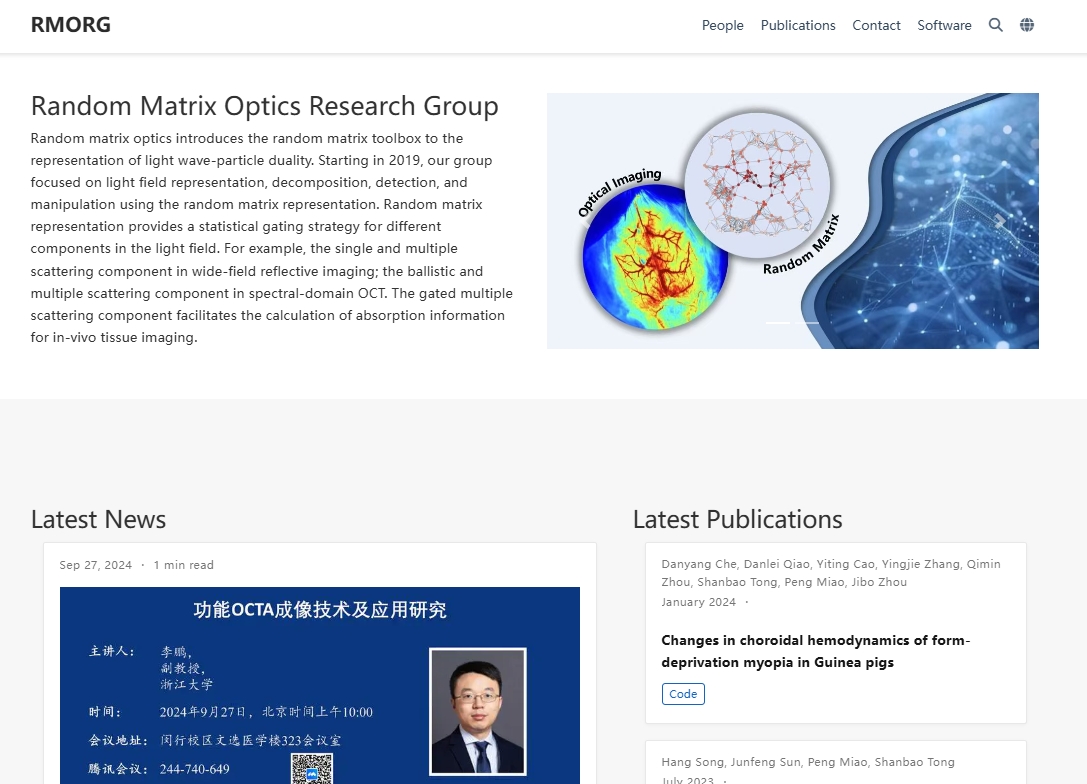 RMORG
People
Publications
Contact
Software
Random Matrix Optics Research Group
Random matrix optics introduces the random matrix toolbox to the
representation of light wave-particle duality. Starting in 2019, our group
focused on light field representation, decomposition, detection, and
manipulation using the random matrix representation. Random matrix
representation provides a statistical gating strategy for different
components in the light field. For example, the single and multiple
scattering component in wide-field reflective imaging; the ballistic and
multiple scattering component in spectral-domain OCT. The gated multiple
scattering component facilitates the calculation of absorption information
for in-vivo tissue imaging.
Optical Imaging
Random Matrix
Latest News
Sep 27, 2024 · 1 min read
功能OCTA成像技术及应用研究
主讲人： 李鹏，
副教授，
浙江大学
时间： 2024年9月27日，北京时间上午10:00
会议地址： 闵行校区文选医学楼323会议室
腾讯会议： 244-740-649
Latest Publications
Danyang Che, Danlei Qiao, Yiting Cao, Yingjie Zhang, Qimin
Zhou, Shanbao Tong, Peng Miao, Jibo Zhou
January 2024 ·
Changes in choroidal hemodynamics of form-
deprivation myopia in Guinea pigs
Code
Hang Song, Junfeng Sun, Peng Miao, Shanbao Tong
July 2023 ·